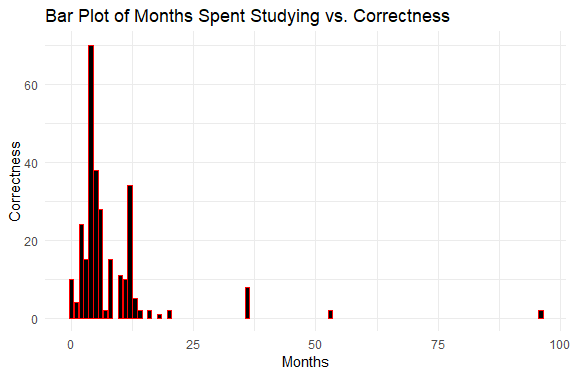 Bar Plot of Months Spent Studying vs. Correctness
60
40
20
0
Correctness
0 25 50 75 100
Months